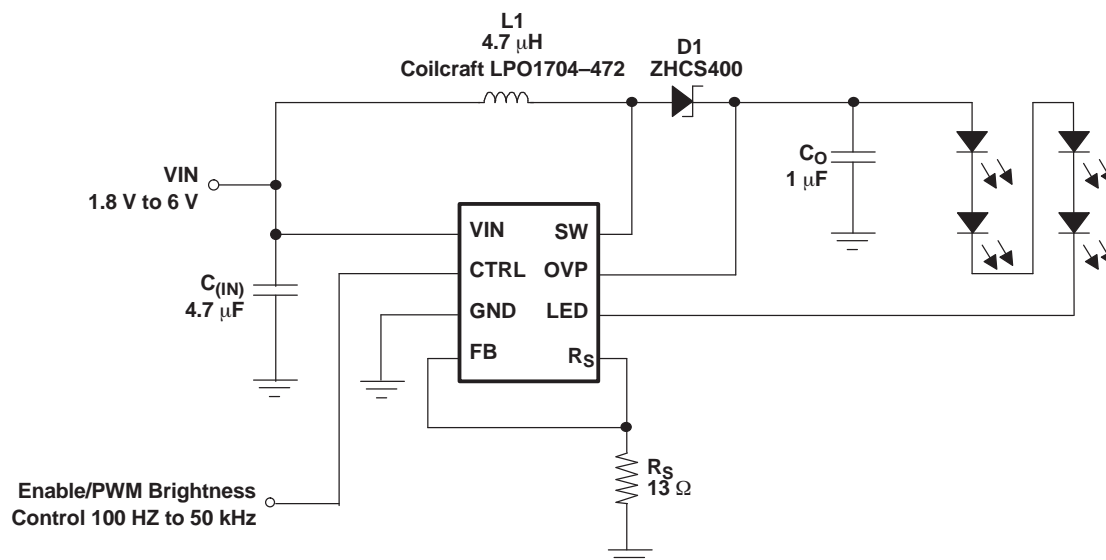 L1
4.7 μH
Coilcraft LPO1704–472
D1
ZHCS400
VIN
1.8 V to 6 V
C(IN)
4.7 μF
CO
1 μF
VIN
SW
CTRL
OVP
GND
LED
FB
RS
RS
13 Ω
Enable/PWM Brightness
Control 100 HZ to 50 kHz